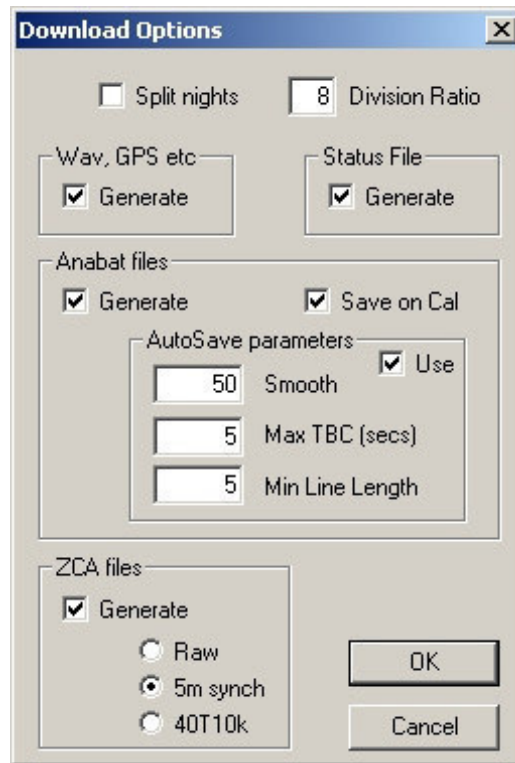 Download Options
Split nights 8 Division Ratio
Wav, GPS etc
Generate
Status File
Generate
Anabat files
Generate Save on Cal
AutoSave parameters
Use
50 Smooth
5 Max TBC (secs)
5 Min Line Length
ZCA files
Generate
Raw
5m synch
40T10k
OK
Cancel